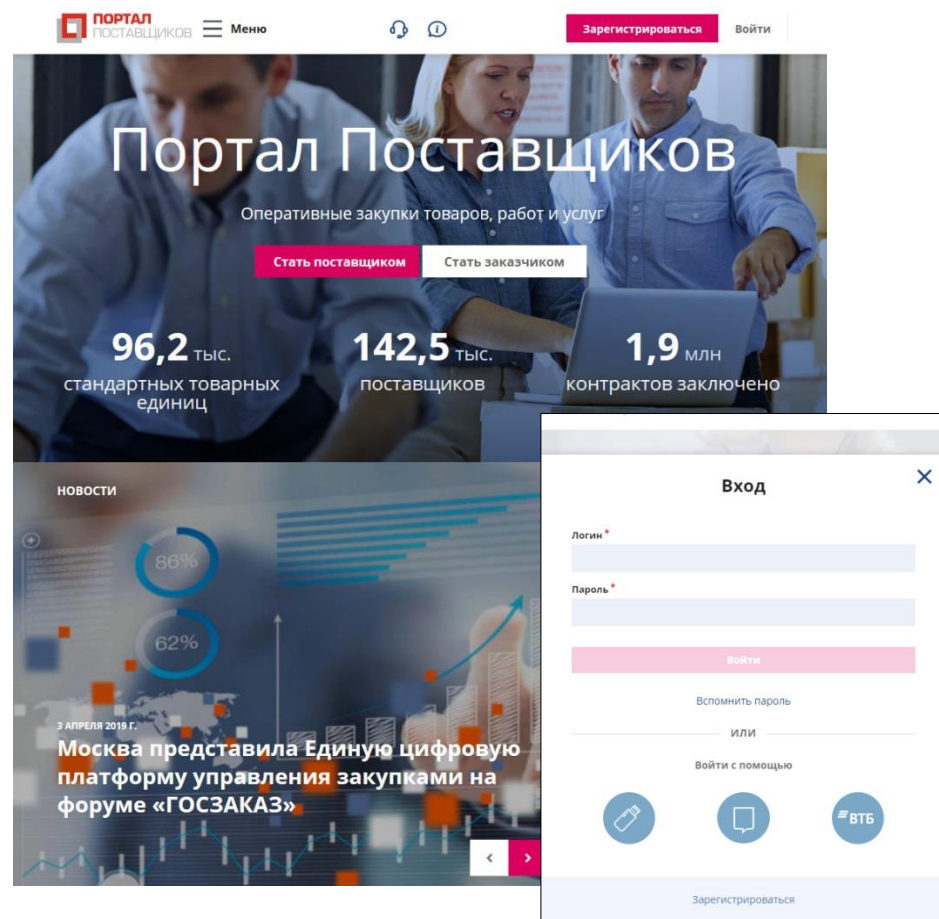 ПОРТАЛ
ПОСТАВЩИКОВ
Меню
Зарегистрироваться
Войти
Портал Поставщиков
Оперативные закупки товаров, работ и услуг
Стать поставщиком
Стать заказчиком
96,2 тыс.
стандартных товарных
единиц
142,5 тыс.
поставщиков
1,9 млн
контрактов заключено
НОВОСТИ
86%
62%
3 АПРЕЛЯ 2019 Г.
Москва представила Единую цифровую
платформу управления закупками на
форуме «ГОСЗАКАЗ»
Вход
Логин *
Пароль *
Войти
Вспомнить пароль
ИЛИ
Войти с помощью
ВТБ
Зарегистрироваться